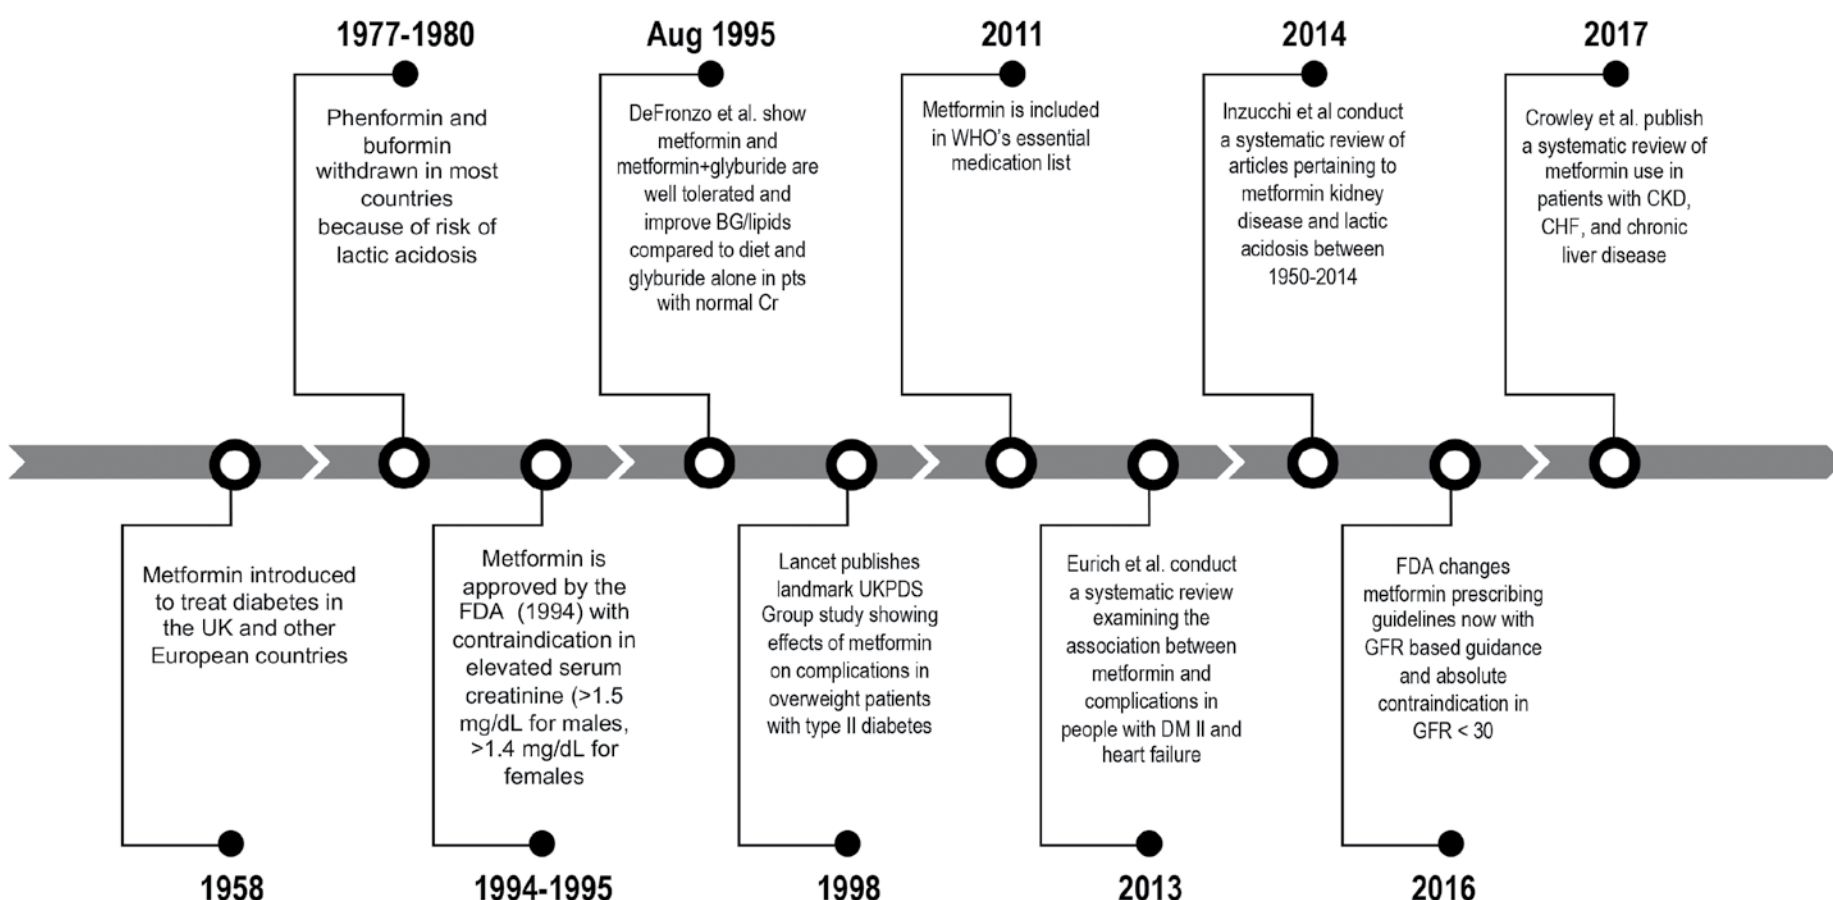 1977-1980
Phenformin and
buformin
withdrawn in most
countries
because of risk of
lactic acidosis
Aug 1995
DeFronzo et al. show
metformin and
metformin+glyburide are
well tolerated and
improve BG/lipids
compared to diet and
glyburide alone in pts
with normal Cr
2011
Metformin is included
in WHO's essential
medication list
2014
Inzucchi et al conduct
a systematic review of
articles pertaining to
metformin kidney
disease and lactic
acidosis between
1950-2014
2017
Crowley et al. publish
a systematic review of
metformin use in
patients with CKD,
CHF, and chronic
liver disease
Metformin introduced
to treat diabetes in
the UK and other
European countries
1958
Metformin is
approved by the
FDA (1994) with
contraindication in
elevated serum
creatinine (>1.5
mg/dL for males,
>1.4 mg/dL for
females
1994-1995
Lancet publishes
landmark UKPDS
Group study showing
effects of metformin
on complications in
overweight patients
with type II diabetes
1998
Eurich et al. conduct
a systematic review
examining the
association between
metformin and
complications in
people with DM II and
heart failure
2013
FDA changes
metformin prescribing
guidelines now with
GFR based guidance
and absolute
contraindication in
GFR < 30
2016